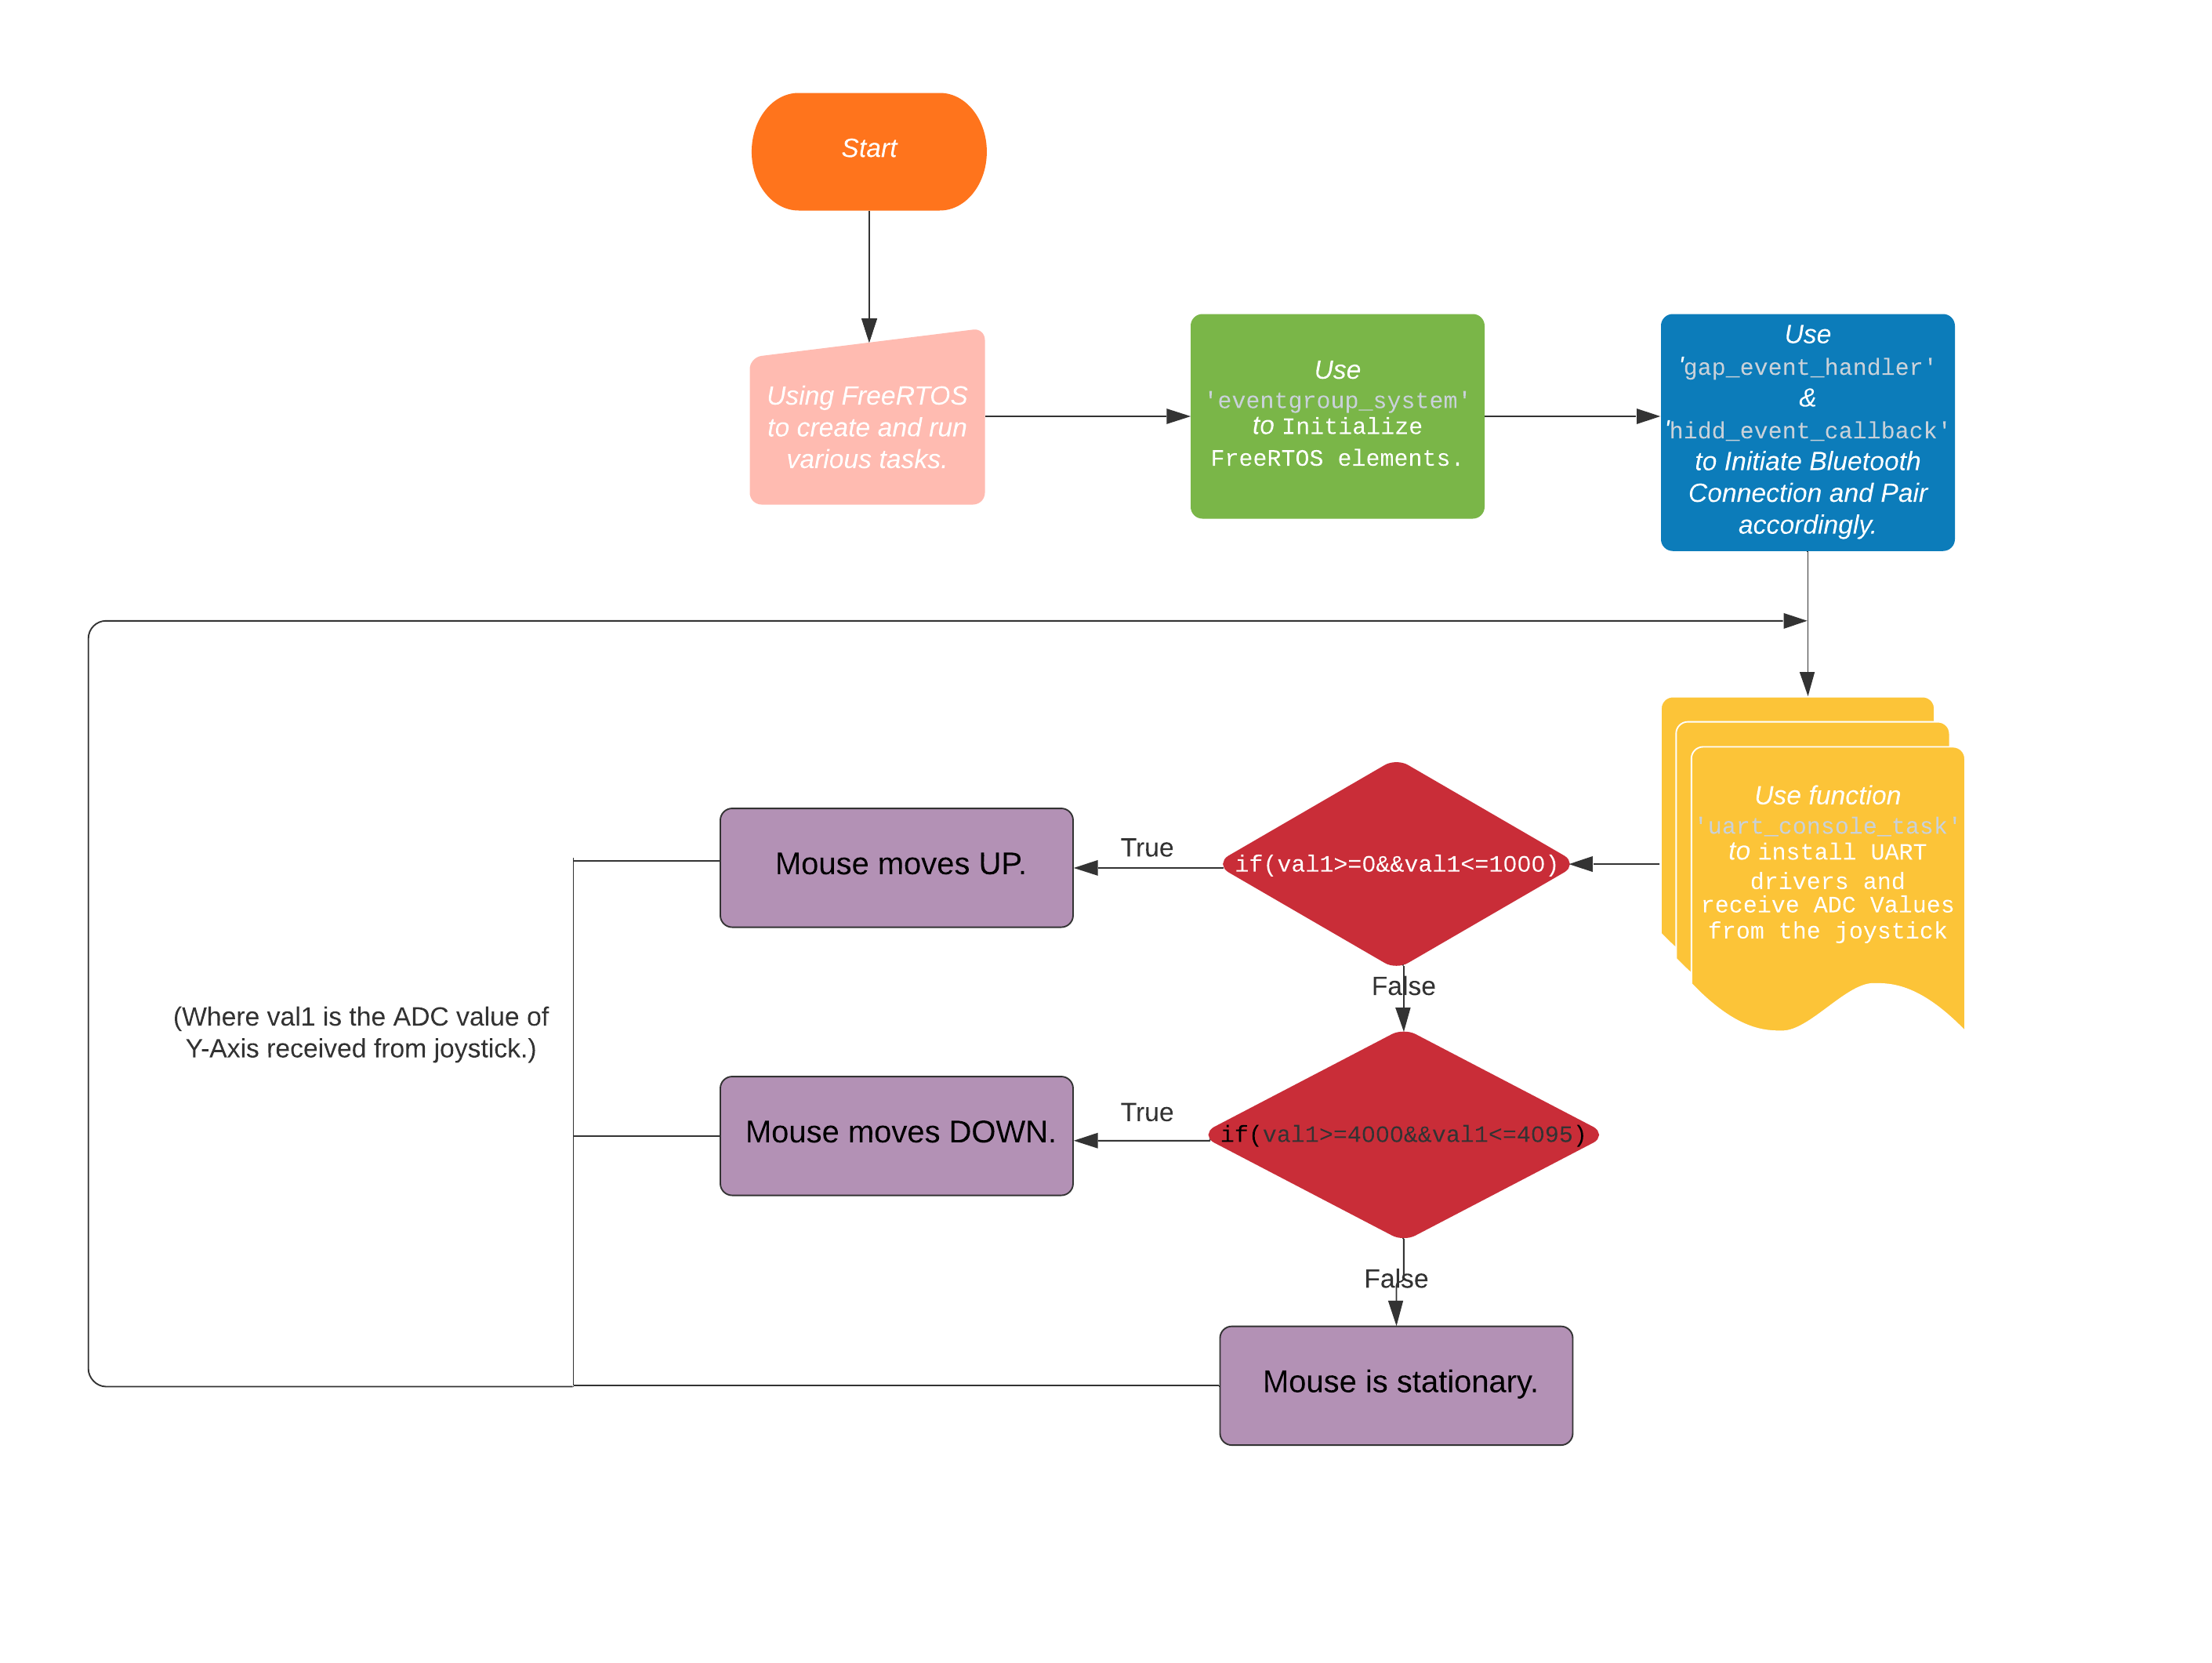 Start
Using FreeRTOS
to create and run
various tasks.
Use
'eventgroup_system'
to Initialize
FreeRTOS elements.
Use
'gap_event_handler'
&
'hidd_event_callback'
to Initiate Bluetooth
Connection and Pair
accordingly.
Use function
'uart_console_task'
to install UART
drivers and
receive ADC Values
from the joystick
if(val1>=0&&val1<=1000)
True
Mouse moves UP.
False
(Where val1 is the ADC value of
Y-Axis received from joystick.)
if(val1>=4000&&val1<=4095)
True
Mouse moves DOWN.
False
Mouse is stationary.